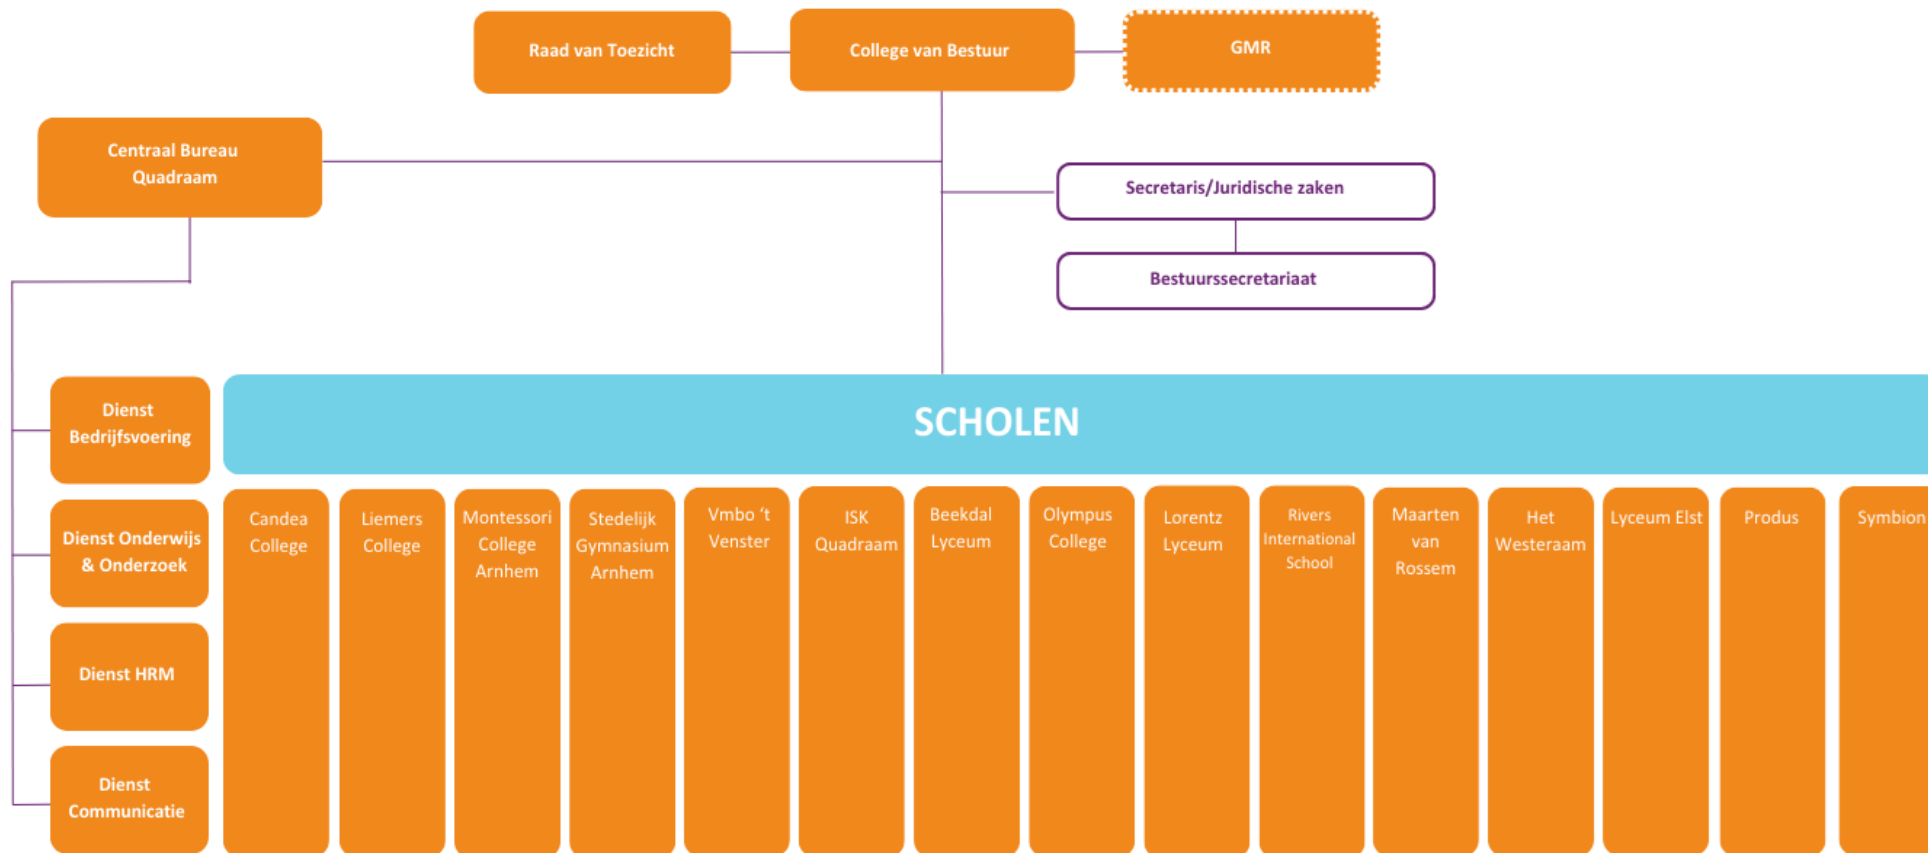 Raad van Toezicht
College van Bestuur
GMR
Centraal Bureau
Quadraam
Secretaris/Juridische zaken
Bestuurssecretariaat
SCHOLEN
Dienst
Bedrijfsvoering
Dienst Onderwijs
& Onderzoek
Dienst HRM
Dienst
Communicatie
Candea
College
Liemers
College
Montessori
College
Arnhem
Stedelijk
Gymnasium
Arnhem
Vmbo ‘t
Venster
ISK
Quadraam
Beekdal
Lyceum
Olympus
College
Lorentz
Lyceum
Rivers
International
School
Maarten
van
Rossem
Het
Westeraam
Lyceum Elst
Produs
Symbion